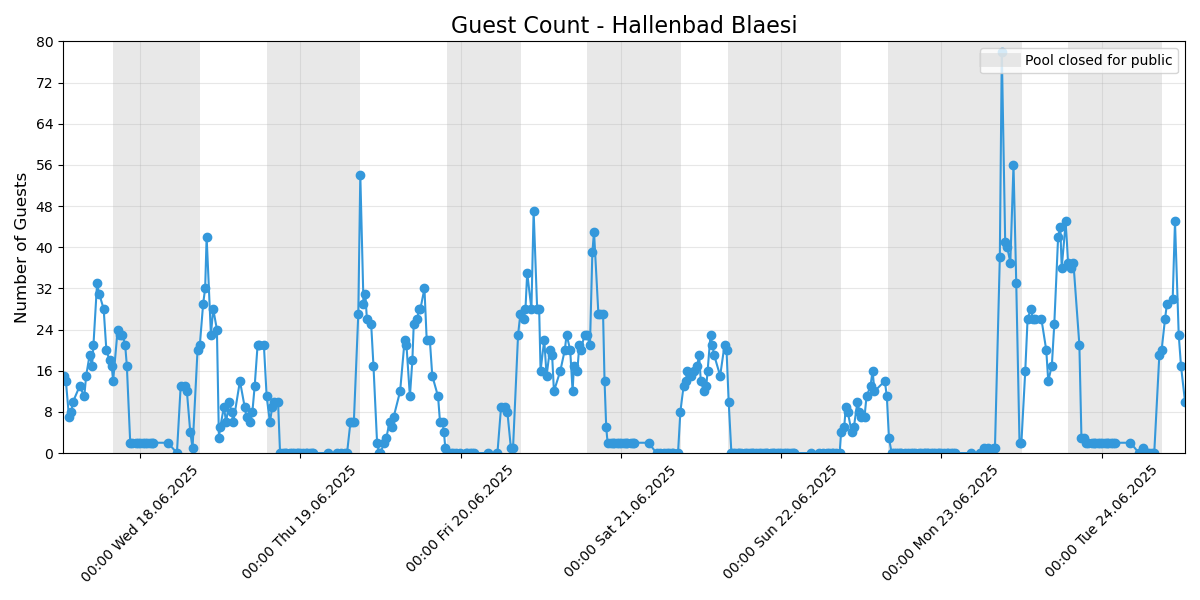 Guest Count - Hallenbad Blaesi
Number of Guests
80
72
64
56
48
40
32
24
16
8
0
Pool closed for public
00:00 Wed 18.06.2025
00:00 Thu 19.06.2025
00:00 Fri 20.06.2025
00:00 Sat 21.06.2025
00:00 Sun 22.06.2025
00:00 Mon 23.06.2025
00:00 Tue 24.06.2025